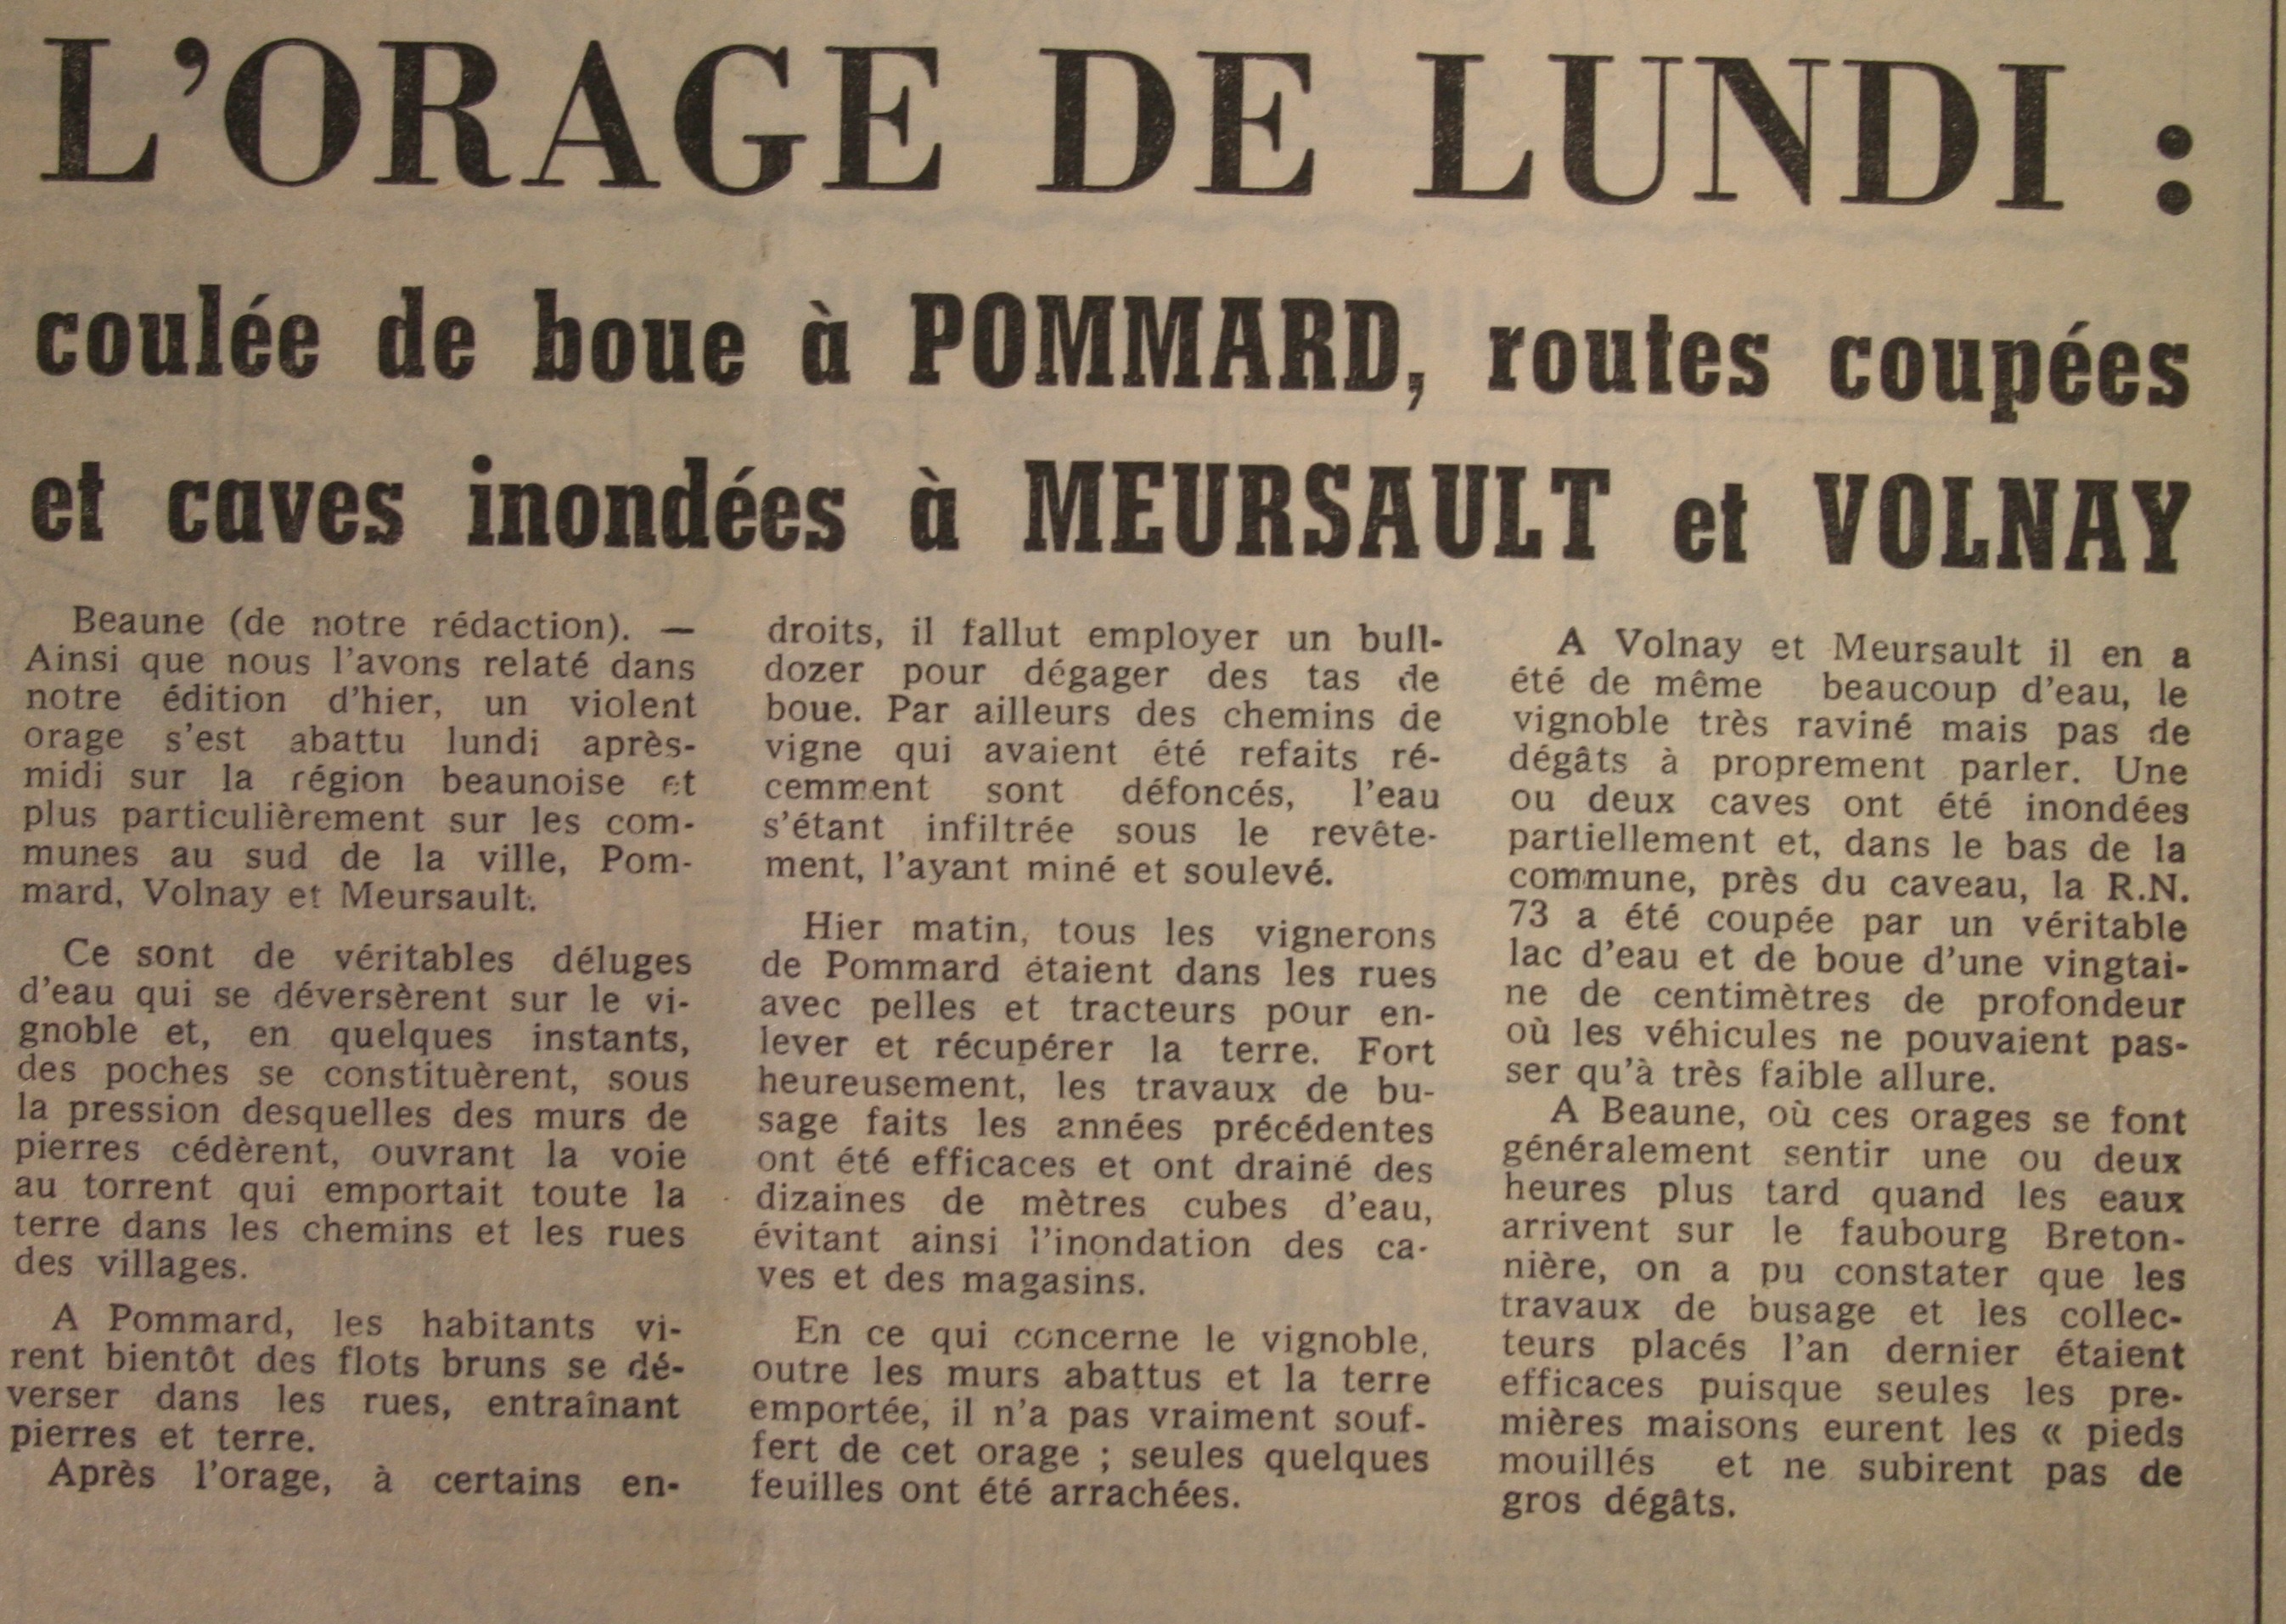 L'ORAGE DE LUNDI :
coulée de boue à POMMARD, routes coupées
et caves inondées à MEURSAULT et VOLNAY
Beaune (de notre rédaction). —
Ainsi que nous l'avons relaté dans
notre édition d'hier, un violent
orage s'est abattu lundi après-
midi sur la région beaunoise et
plus particulièrement sur les com-
munes au sud de la ville, Pom-
mard, Volnay et Meursault.
Ce sont de véritables déluges
d'eau qui se déversèrent sur le vi-
gnoble et, en quelques instants,
des poches se constituèrent, sous
la pression desquelles des murs de
pierres cédèrent, ouvrant la voie
au torrent qui emportait toute la
terre dans les chemins et les rues
des villages.
A Pommard, les habitants vi-
rent bientôt des flots bruns se dé-
verser dans les rues, entraînant
pierres et terre.
Après l'orage, à certains en-
droits, il fallut employer un bull-
dozer pour dégager des tas de
boue. Par ailleurs des chemins de
vigne qui avaient été refaits ré-
cemment sont défoncés, l'eau
s'étant infiltrée sous le revête-
ment, l'ayant miné et soulevé.
Hier matin, tous les vignerons
de Pommard étaient dans les rues
avec pelles et tracteurs pour en-
lever et récupérer la terre. Fort
heureusement, les travaux de bu-
sage faits les années précédentes
ont été efficaces et ont drainé des
dizaines de mètres cubes d'eau,
évitant ainsi l'inondation des ca-
ves et des magasins.
En ce qui concerne le vignoble,
outre les murs abattus et la terre
emportée, il n'a pas vraiment souf-
fert de cet orage ; seules quelques
feuilles ont été arrachées.
A Volnay et Meursault il en a
été de même beaucoup d'eau, le
vignoble très raviné mais pas de
dégâts à proprement parler. Une
ou deux caves ont été inondées
partiellement et, dans le bas de la
commune, près du caveau, la R.N.
73 a été coupée par un véritable
lac d'eau et de boue d'une vingtai-
ne de centimètres de profondeur
où les véhicules ne pouvaient pas-
ser qu'à très faible allure.
A Beaune, où ces orages se font
généralement sentir une ou deux
heures plus tard quand les eaux
arrivent sur le faubourg Breton-
nière, on a pu constater que les
travaux de busage et les collec-
teurs placés l'an dernier étaient
efficaces puisque seules les pre-
mières maisons eurent les « pieds
mouillés et ne subirent pas de
gros dégâts.